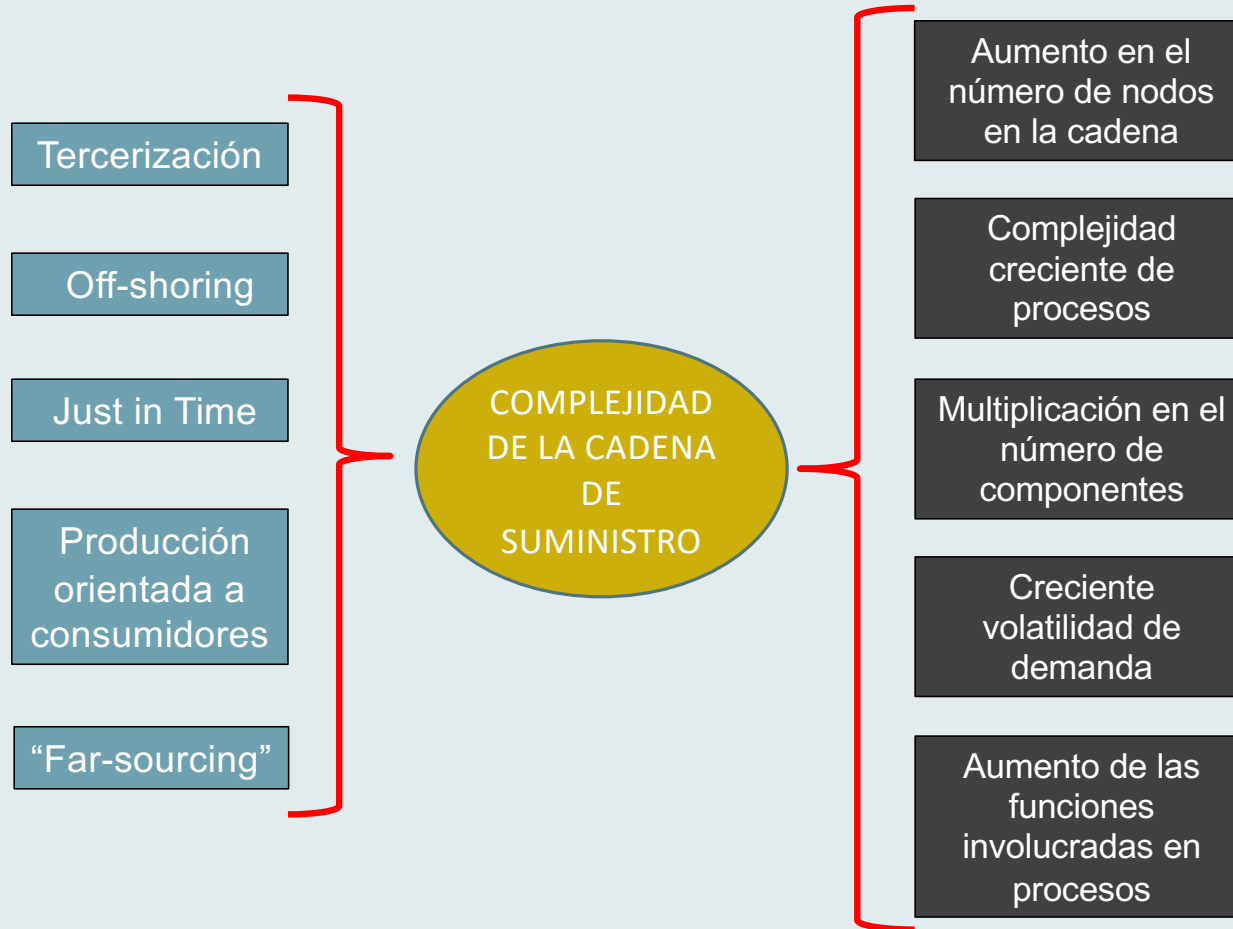 Tercerización
Off-shoring
Just in Time
Producción
orientada a
consumidores
“Far-sourcing”
COMPLEJIDAD
DE LA CADENA
DE
SUMINISTRO
Aumento en el
número de nodos
en la cadena
Complejidad
creciente de
procesos
Multiplicación en el
número de
componentes
Creciente
volatilidad de
demanda
Aumento de las
funciones
involucradas en
procesos